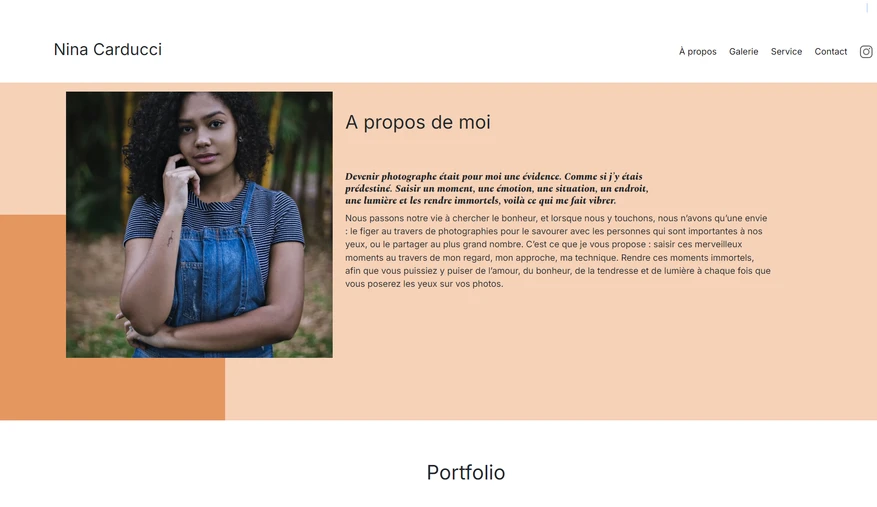 Nina Carducci
À propos
Galerie
Service
Contact
A propos de moi
Devenir photographe était pour moi une évidence. Comme si j'y étais
prédestiné. Saisir un moment, une émotion, une situation, un endroit,
une lumière et les rendre immortels, voilà ce qui me fait vibrer.
Nous passons notre vie à chercher le bonheur, et lorsque nous y touchons, nous n'avons qu'une envie
: le figer au travers de photographies pour le savourer avec les personnes qui sont importantes à nos
yeux, ou le partager au plus grand nombre. C'est ce que je vous propose : saisir ces merveilleux
moments au travers de mon regard, mon approche, ma technique. Rendre ces moments immortels,
afin que vous puissiez y puiser de l'amour, du bonheur, de la tendresse et de lumière à chaque fois que
vous poserez les yeux sur vos photos.
Portfolio